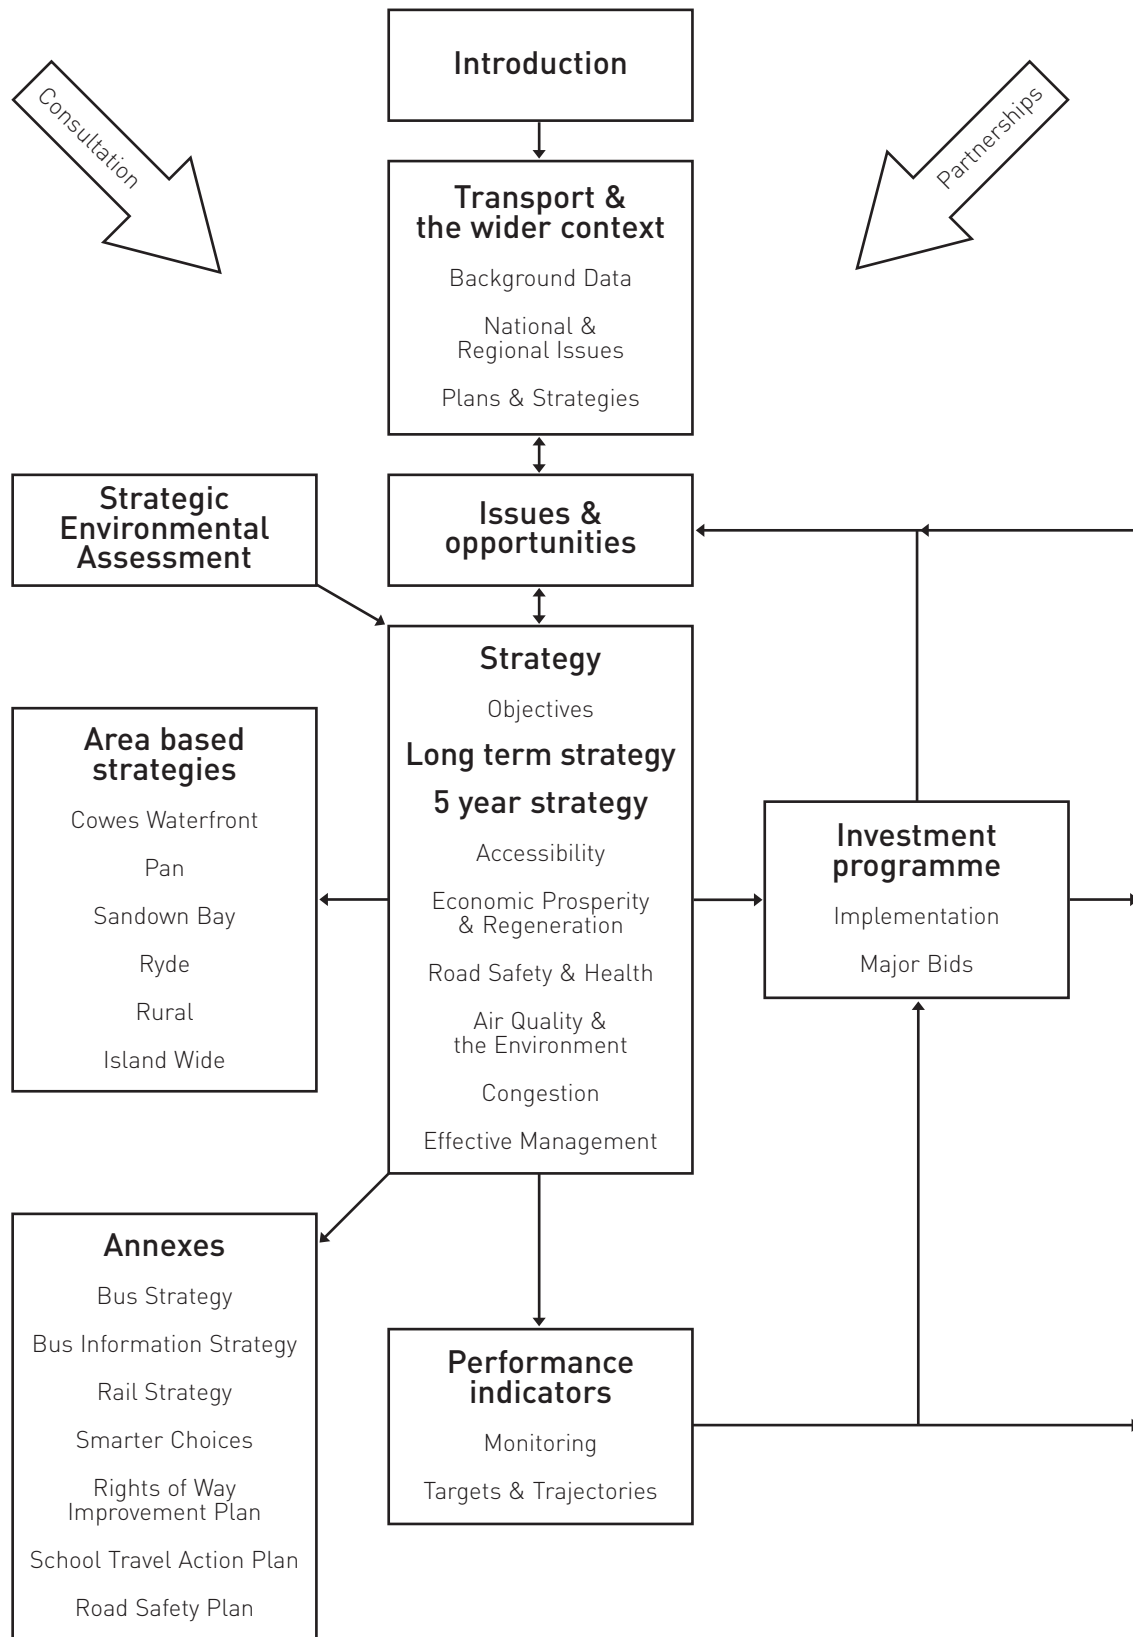 Introduction
Consultation
Partnerships
Transport &
the wider context
Background Data
National &
Regional Issues
Plans & Strategies
Strategic
Environmental
Assessment
Issues &
opportunities
Strategy
Objectives
Long term strategy
5 year strategy
Accessibility
Economic Prosperity
& Regeneration
Road Safety & Health
Air Quality &
the Environment
Congestion
Effective Management
Area based
strategies
Cowes Waterfront
Pan
Sandown Bay
Ryde
Rural
Island Wide
Investment
programme
Implementation
Major Bids
Annexes
Bus Strategy
Bus Information Strategy
Rail Strategy
Smarter Choices
Rights of Way
Improvement Plan
School Travel Action Plan
Road Safety Plan
Performance
indicators
Monitoring
Targets & Trajectories